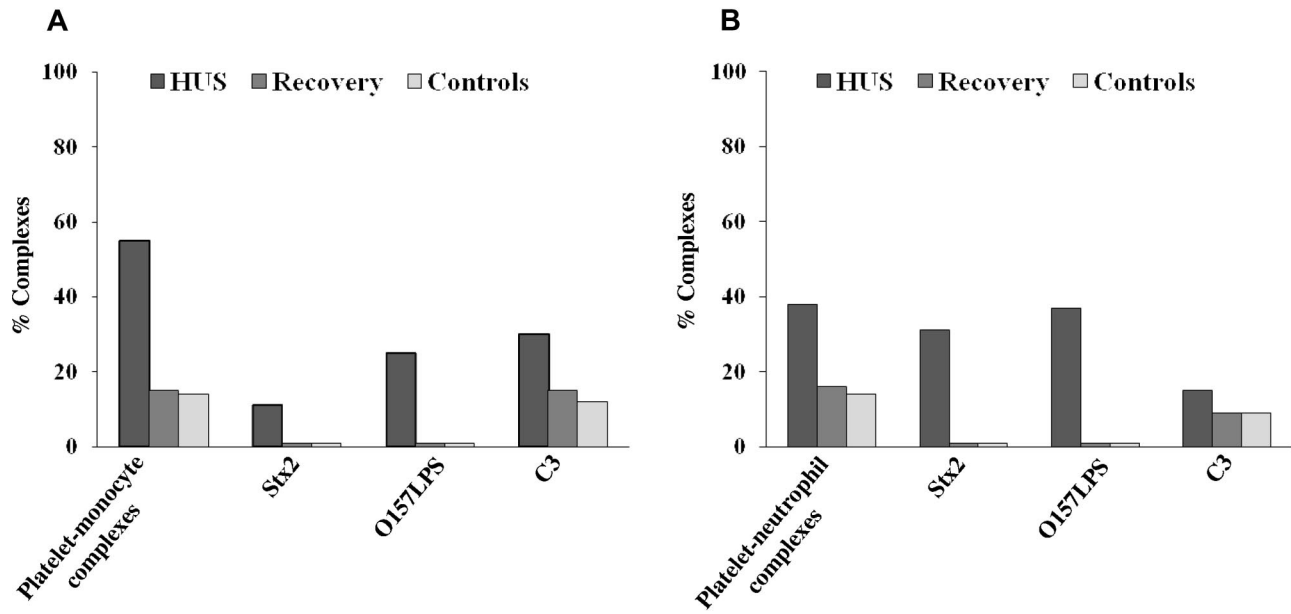 A
HUS Recovery Controls
% Complexes
100
80
60
40
20
0
Platelet-monocyte
complexes
Stx2
O157LPS
C3
B
HUS Recovery Controls
% Complexes
100
80
60
40
20
0
Platelet-neutrophil
complexes
Stx2
O157LPS
C3